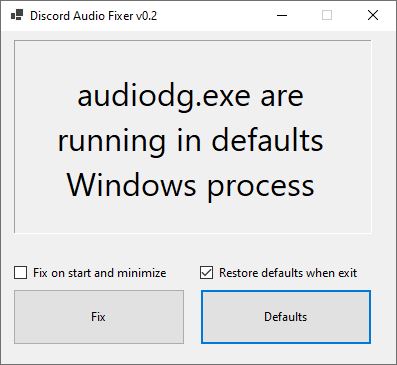 Discord Audio Fixer v0.2
audiodg.exe are
running in defaults
Windows process
Fix on start and minimize
Restore defaults when exit
Fix
Defaults